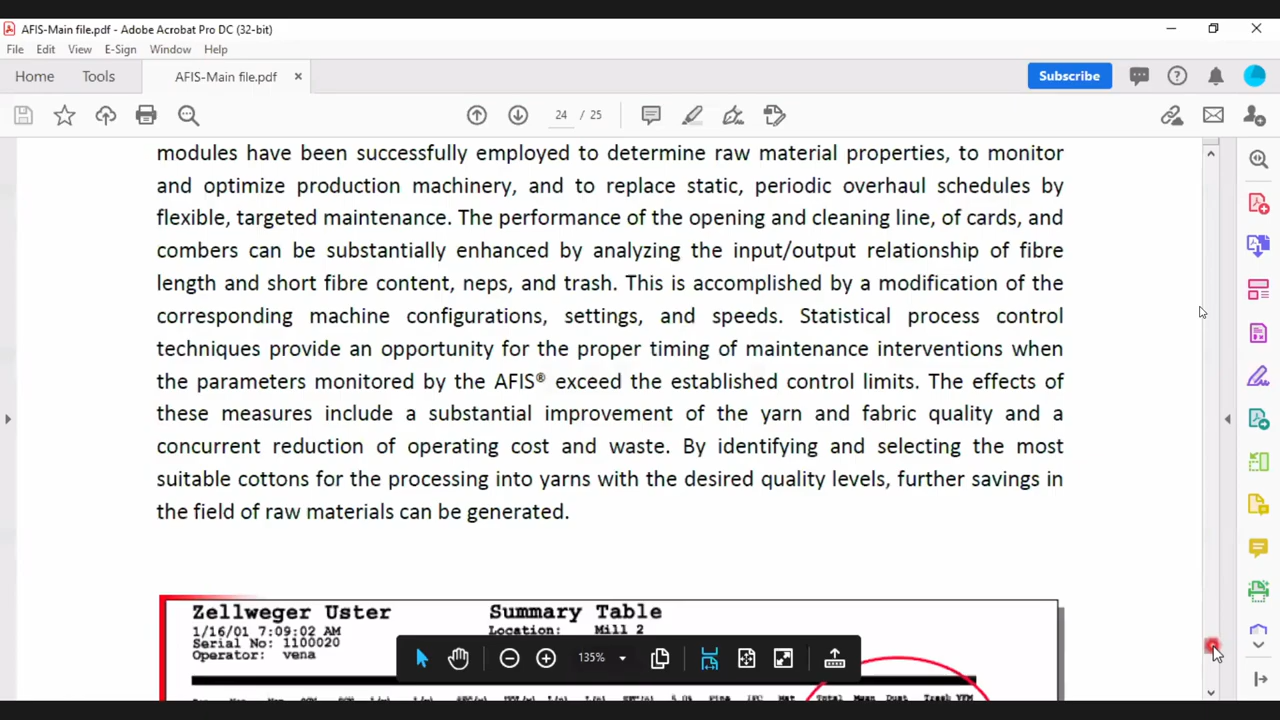 AFIS-Main file.pdf - Adobe Acrobat Pro DC (32-bit)
File Edit View E-Sign Window Help
Home Tools AFIS-Main file.pdf × Subscribe
24 / 25
modules have been successfully employed to determine raw material properties, to monitor
and optimize production machinery, and to replace static, periodic overhaul schedules by
flexible, targeted maintenance. The performance of the opening and cleaning line, of cards, and
combers can be substantially enhanced by analyzing the input/output relationship of fibre
length and short fibre content, neps, and trash. This is accomplished by a modification of the
corresponding machine configurations, settings, and speeds. Statistical process control
techniques provide an opportunity for the proper timing of maintenance interventions when
the parameters monitored by the AFIS® exceed the established control limits. The effects of
these measures include a substantial improvement of the yarn and fabric quality and a
concurrent reduction of operating cost and waste. By identifying and selecting the most
suitable cottons for the processing into yarns with the desired quality levels, further savings in
the field of raw materials can be generated.
Zellweger Uster Summary Table
1/16/01 7:09:02 AM Location: Mill 2
Serial No: 1100020
Operator: vena
135%
Total Mean Dust Trash VFM